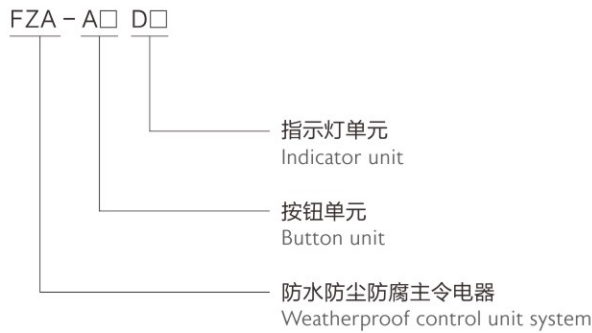 FZA – A□ D□
指示灯单元
Indicator unit
按钮单元
Button unit
防水防尘防腐主令电器
Weatherproof control unit system